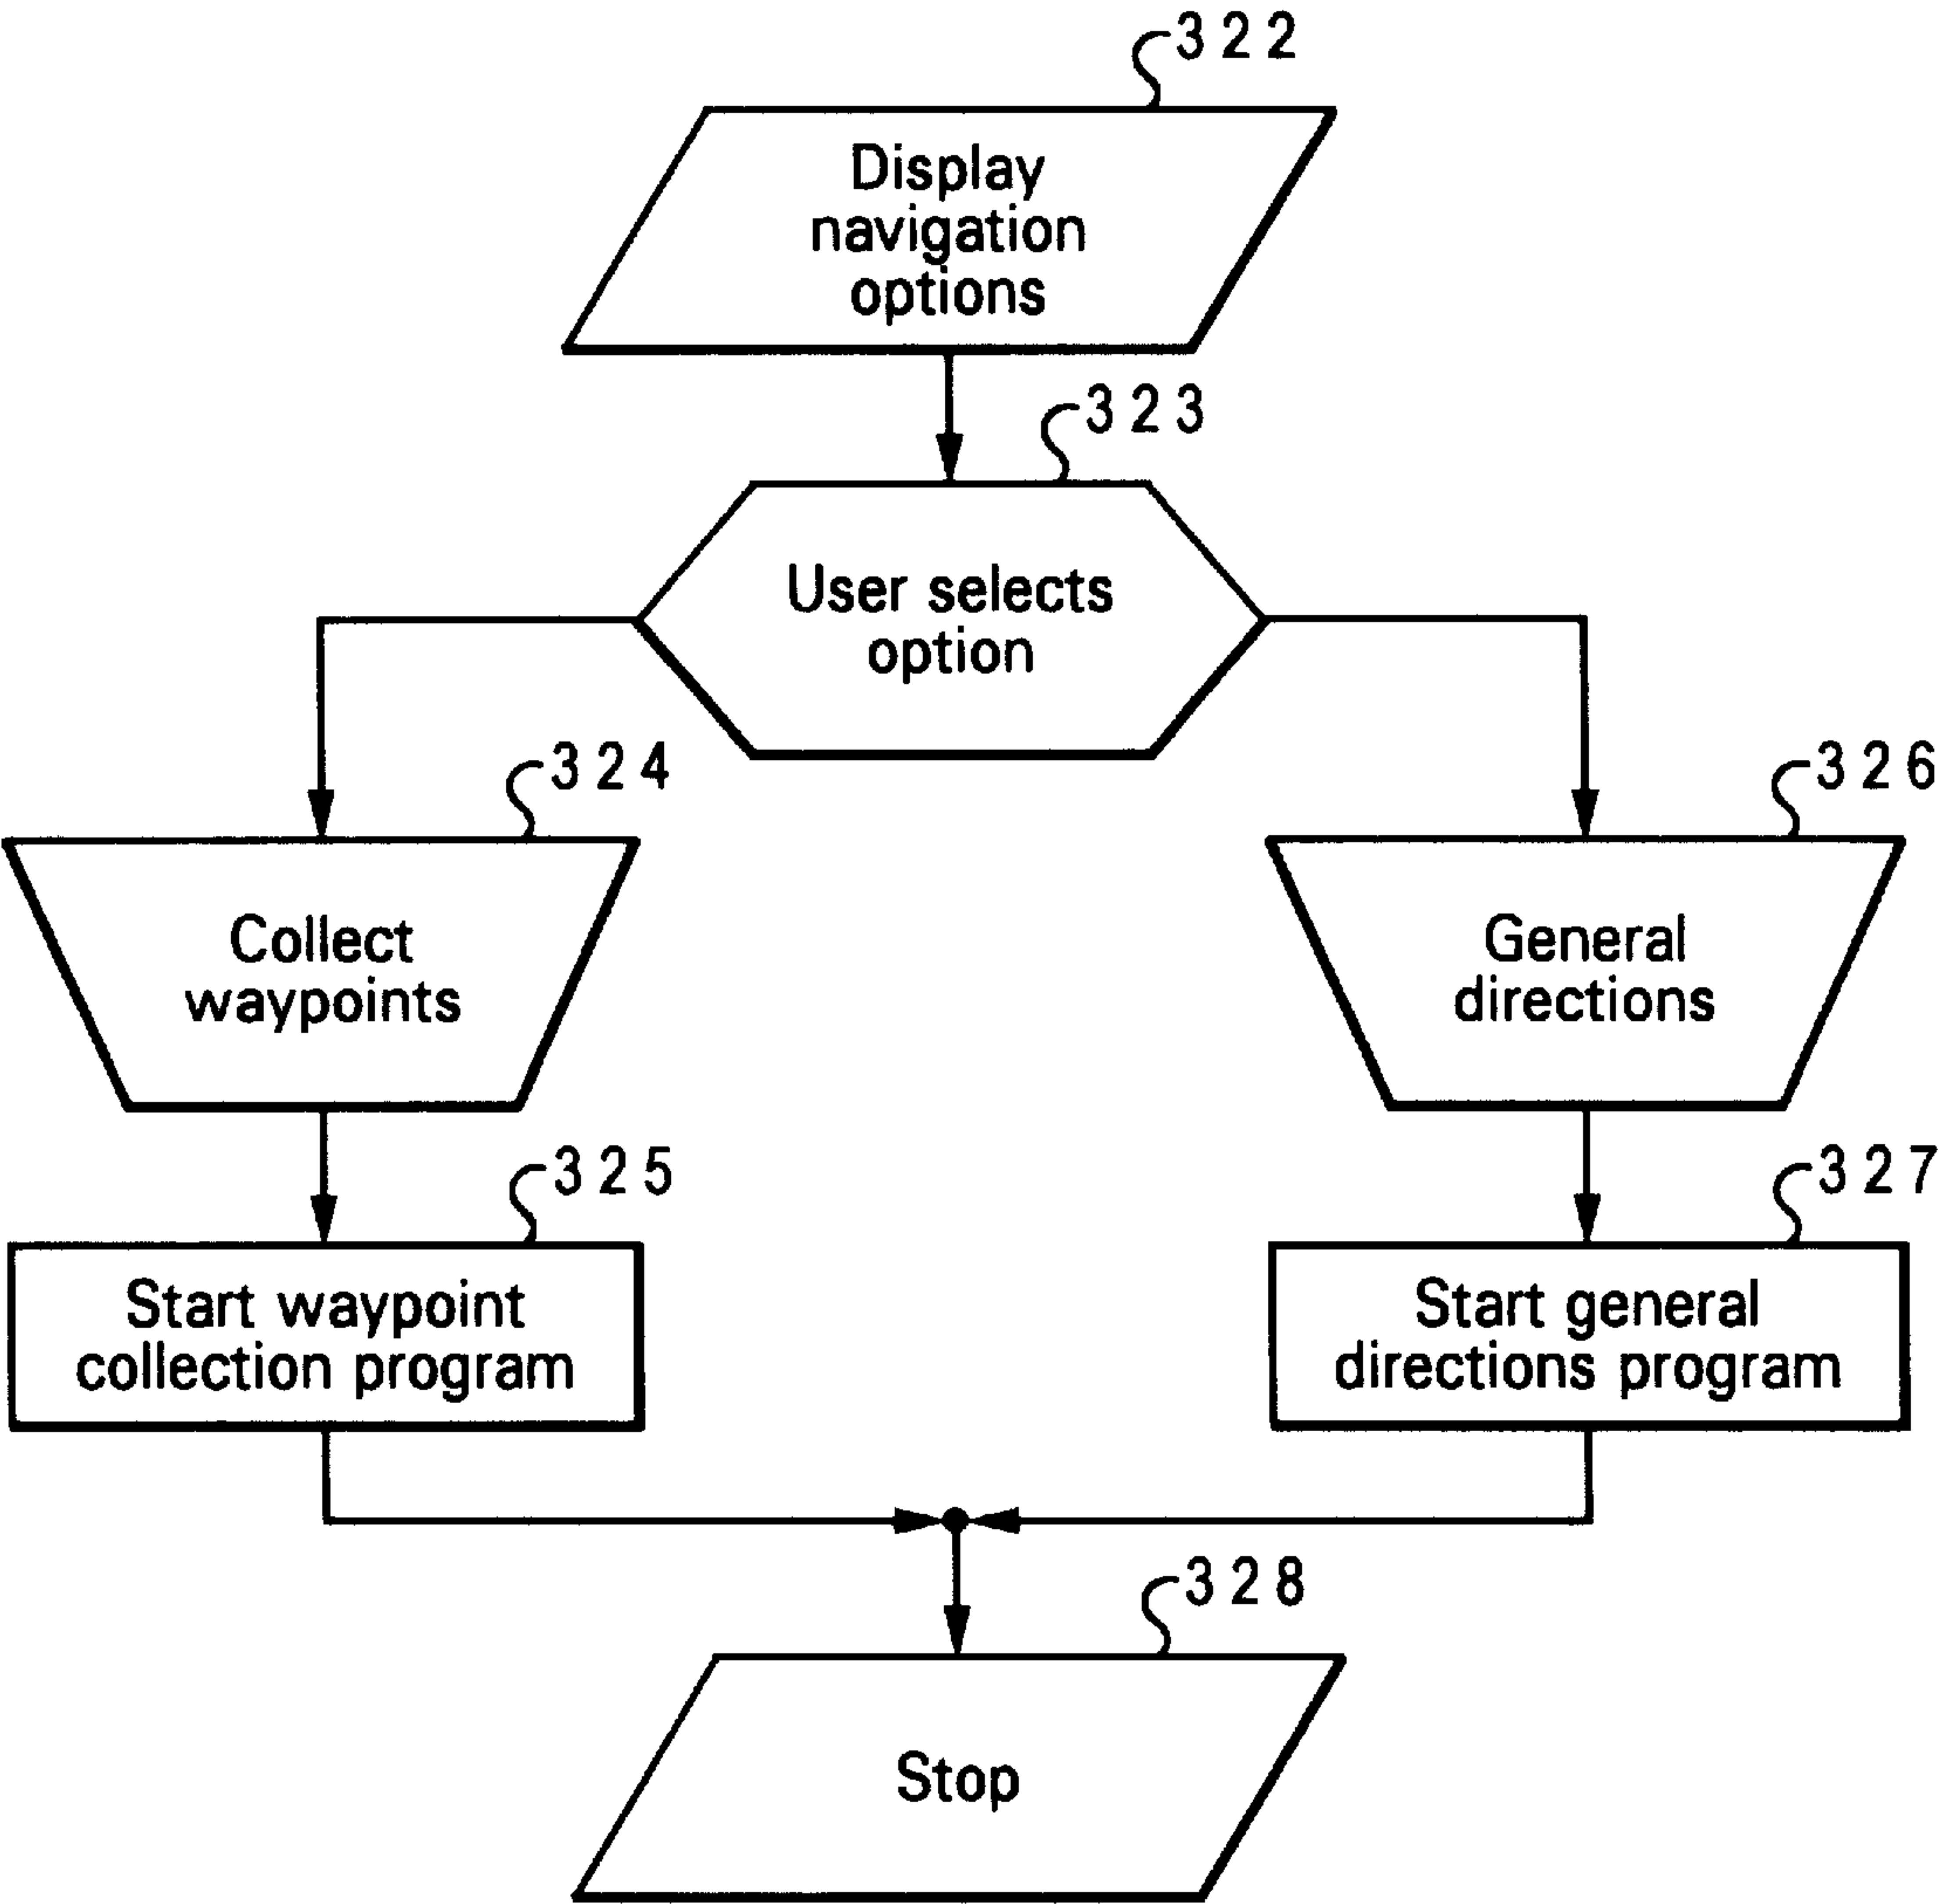 322
Display
navigation
options
323
User selects
option
324
326
Collect
waypoints
General
directions
325
327
Start waypoint
collection program
Start general
directions program
328
Stop